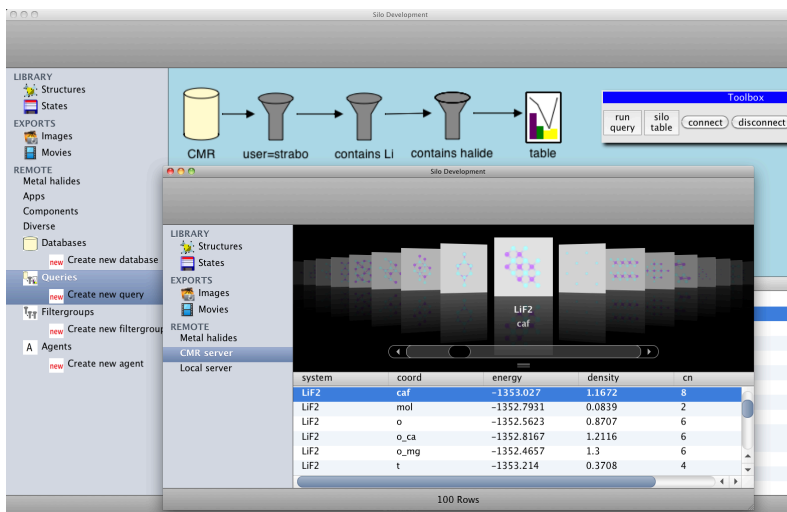 Silo Development
LIBRARY
Structures
States
EXPORTS
Images
Movies
REMOTE
Metal halides
Apps
Components
Diverse
Databases
new Create new database
Queries
new Create new query
Filtergroups
new Create new filtergroup
A Agents
new Create new agent
CMR user=strabo contains Li contains halide table
Toolbox
run query silo table connect disconnect
Silo Development
LIBRARY
Structures
States
EXPORTS
Images
Movies
REMOTE
Metal halides
CMR server
Local server
LiF2
caf
system coord energy density cn
LiF2 caf -1353.027 1.1672 8
LiF2 mol -1352.7931 0.0839 2
LiF2 o -1352.5623 0.8707 6
LiF2 o_ca -1352.8167 1.2116 6
LiF2 o_mg -1352.4657 1.3 6
LiF2 t -1353.214 0.3708 4
100 Rows